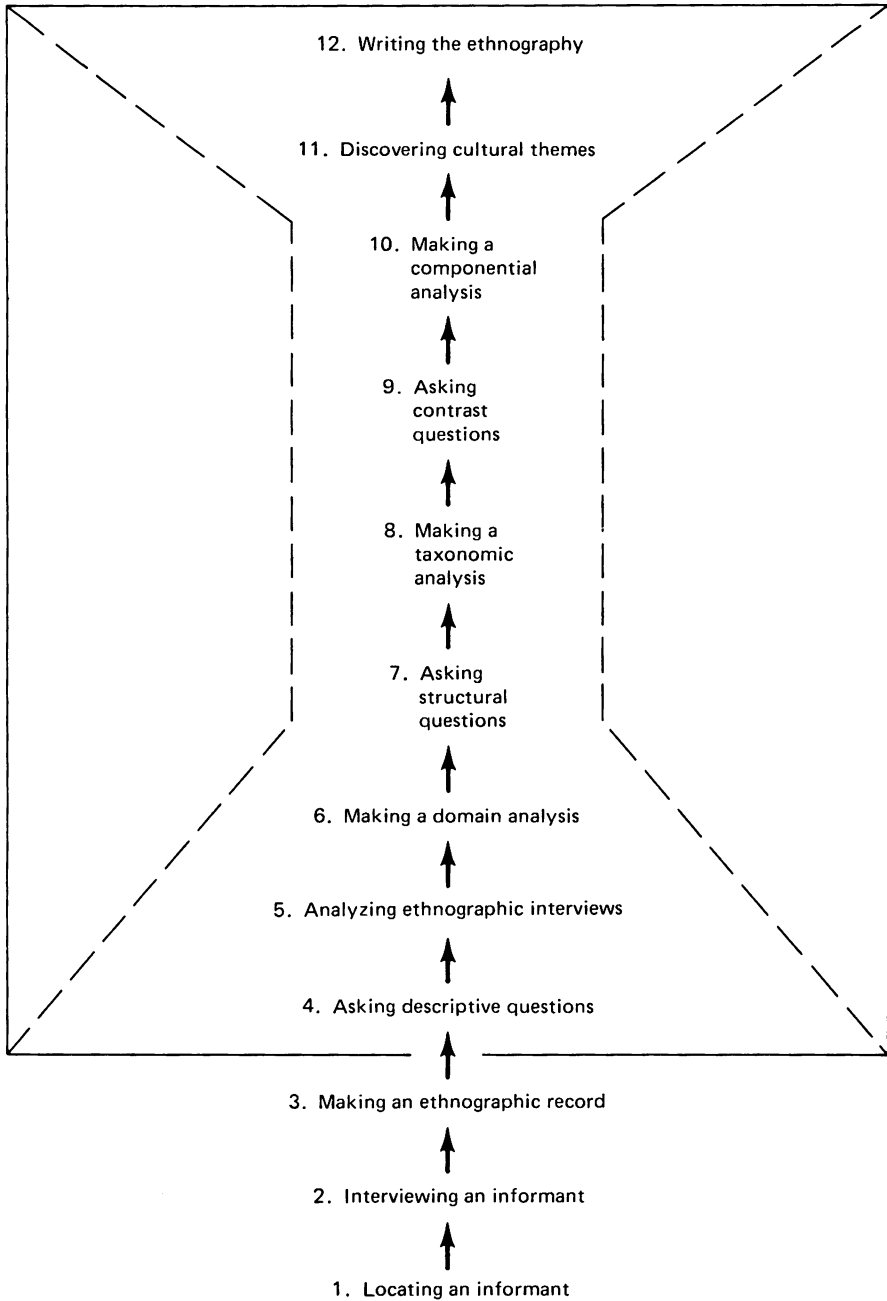 12. Writing the ethnography
11. Discovering cultural themes
10. Making a
componential
analysis
9. Asking
contrast
questions
8. Making a
taxonomic
analysis
7. Asking
structural
questions
6. Making a domain analysis
5. Analyzing ethnographic interviews
4. Asking descriptive questions
3. Making an ethnographic record
2. Interviewing an informant
1. Locating an informant